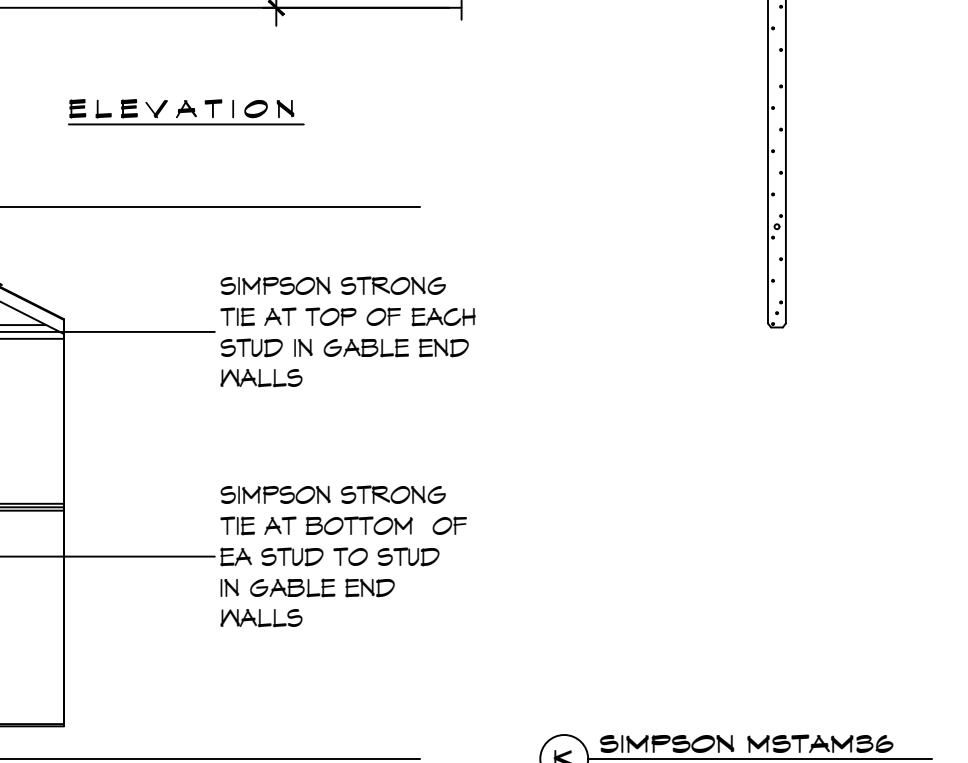 ELEVATION
SIMPSON STRONG
TIE AT TOP OF EACH
STUD IN GABLE END
WALLS
SIMPSON STRONG
TIE AT BOTTOM OF
EA STUD TO STUD
IN GABLE END
WALLS
K
SIMPSON MSTAM36